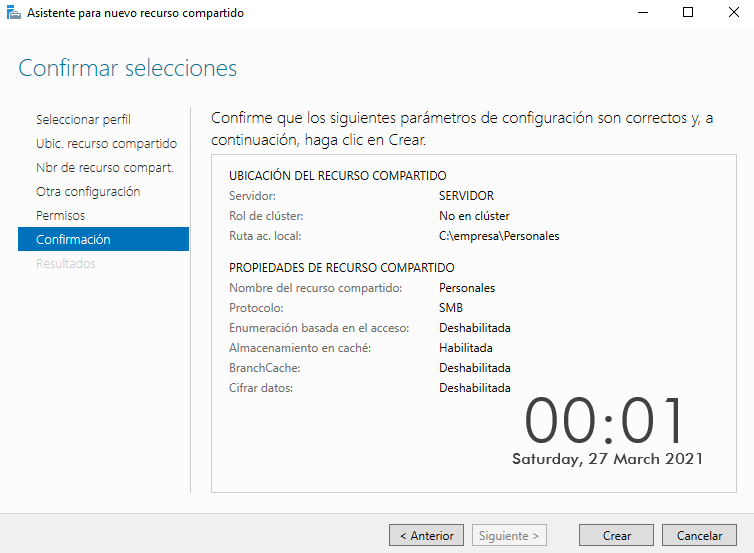 Asistente para nuevo recurso compartido
Confirmar selecciones
Seleccionar perfil
Ubic. recurso compartido
Nbr de recurso compart.
Otra configuración
Permisos
Confirmación
Resultados
Confirme que los siguientes parámetros de configuración son correctos y, a
continuación, haga clic en Crear.
UBICACIÓN DEL RECURSO COMPARTIDO
Servidor: SERVIDOR
Rol de clúster: No en clúster
Ruta ac. local: C:\empresa\Personales
PROPIEDADES DE RECURSO COMPARTIDO
Nombre del recurso compartido: Personales
Protocolo: SMB
Enumeración basada en el acceso: Deshabilitada
Almacenamiento en caché: Habilitada
BranchCache: Deshabilitada
Cifrar datos: Deshabilitada
00:01
Saturday, 27 March 2021
< Anterior Siguiente > Crear Cancelar